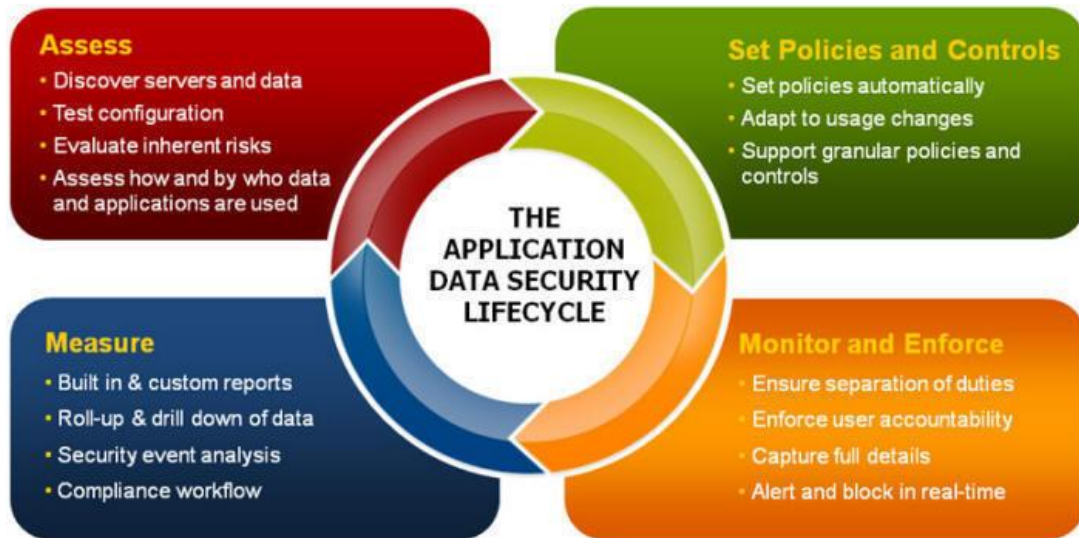 Assess
• Discover servers and data
• Test configuration
• Evaluate inherent risks
• Assess how and by who data
and applications are used
Set Policies and Controls
• Set policies automatically
• Adapt to usage changes
• Support granular policies and
controls
THE
APPLICATION
DATA SECURITY
LIFECYCLE
Measure
• Built in & custom reports
• Roll-up & drill down of data
• Security event analysis
• Compliance workflow
Monitor and Enforce
• Ensure separation of duties
• Enforce user accountability
• Capture full details
• Alert and block in real-time